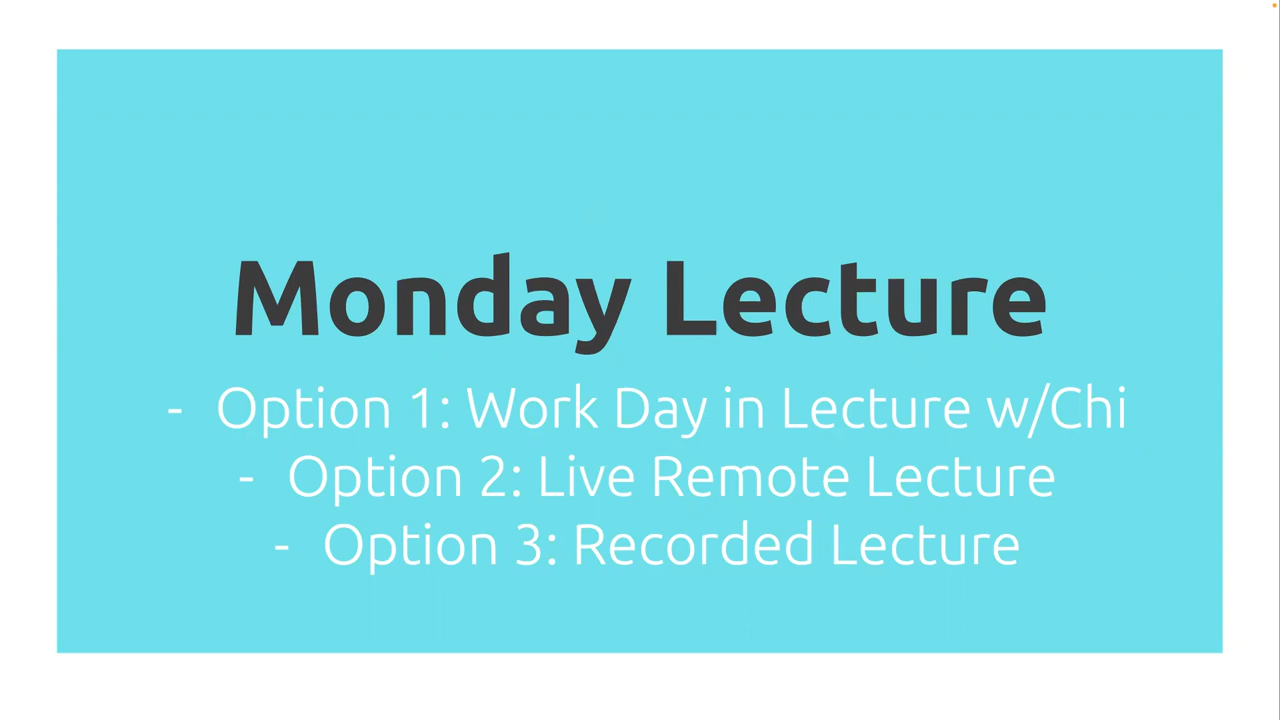 Monday Lecture
- Option 1: Work Day in Lecture w/Chi
- Option 2: Live Remote Lecture
- Option 3: Recorded Lecture